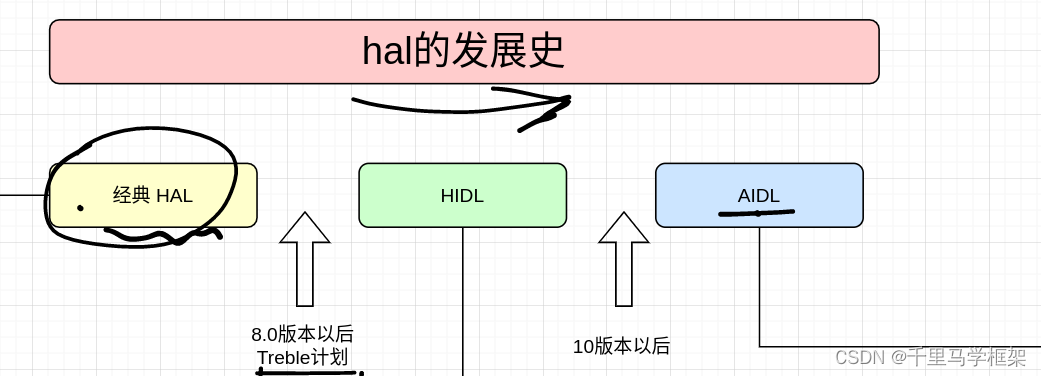 hal的发展史
经典 HAL
HIDL
AIDL
8.0版本以后
Treble计划
10版本以后
CSDN @千里马学框架